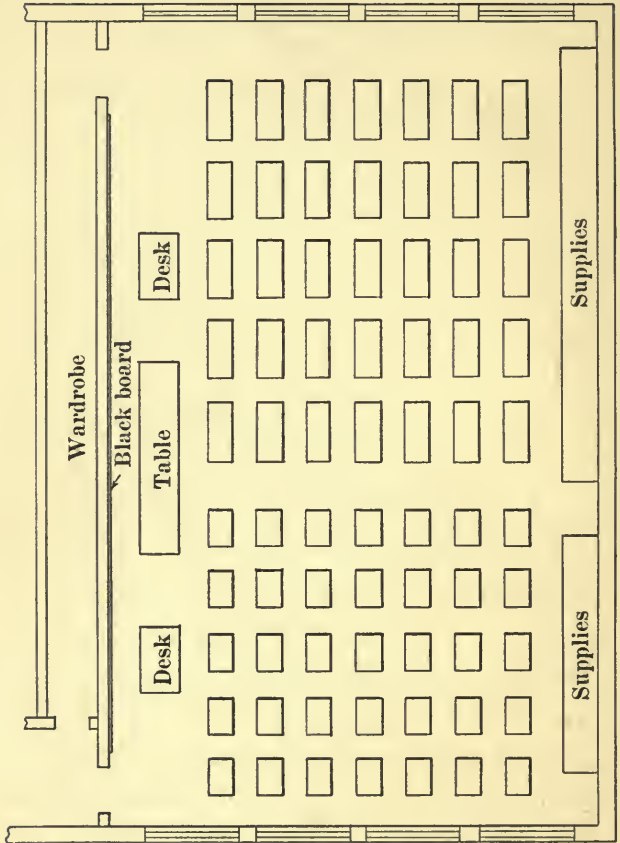 Wardrobe
Black board
Desk
Table
Desk
Supplies
Supplies